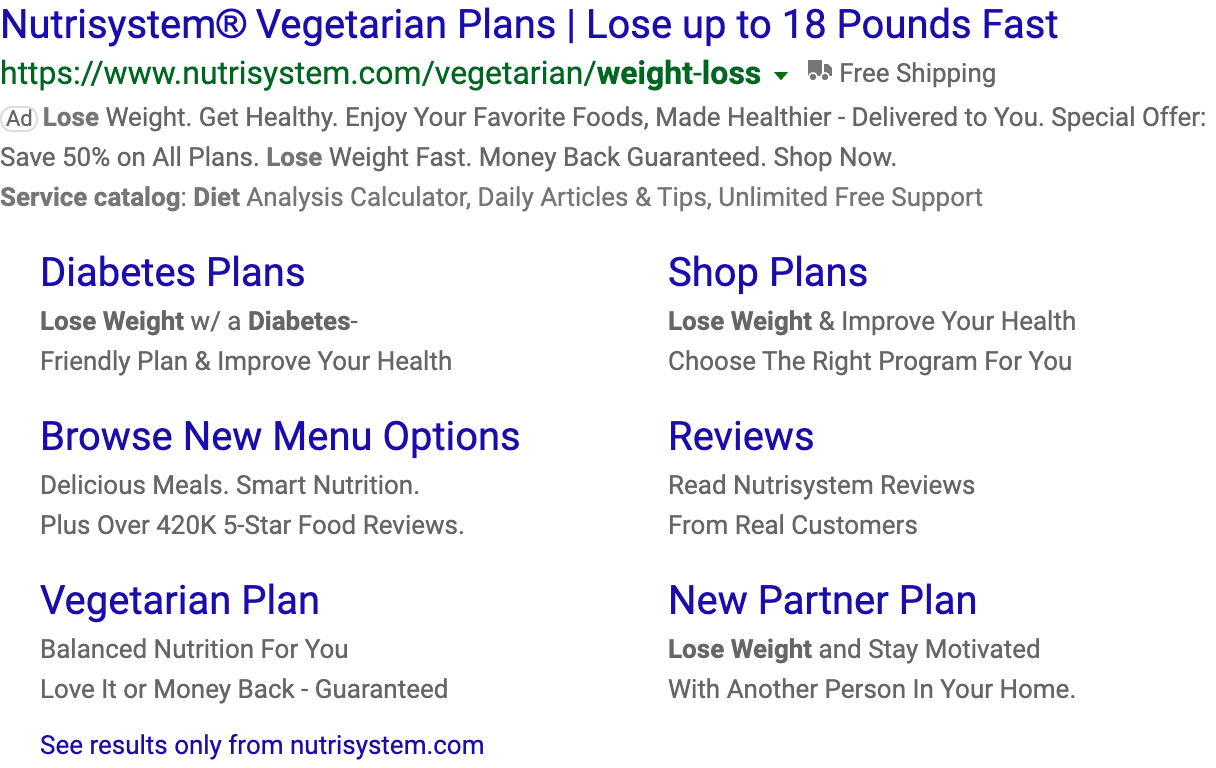 Nutrisystem® Vegetarian Plans | Lose up to 18 Pounds Fast
https://www.nutrisystem.com/vegetarian/weight-loss Free Shipping
Ad Lose Weight. Get Healthy. Enjoy Your Favorite Foods, Made Healthier - Delivered to You. Special Offer:
Save 50% on All Plans. Lose Weight Fast. Money Back Guaranteed. Shop Now.
Service catalog: Diet Analysis Calculator, Daily Articles & Tips, Unlimited Free Support
Diabetes Plans
Lose Weight w/ a Diabetes-
Friendly Plan & Improve Your Health
Shop Plans
Lose Weight & Improve Your Health
Choose The Right Program For You
Browse New Menu Options
Delicious Meals. Smart Nutrition.
Plus Over 420K 5-Star Food Reviews.
Reviews
Read Nutrisystem Reviews
From Real Customers
Vegetarian Plan
Balanced Nutrition For You
Love It or Money Back - Guaranteed
New Partner Plan
Lose Weight and Stay Motivated
With Another Person In Your Home.
See results only from nutrisystem.com